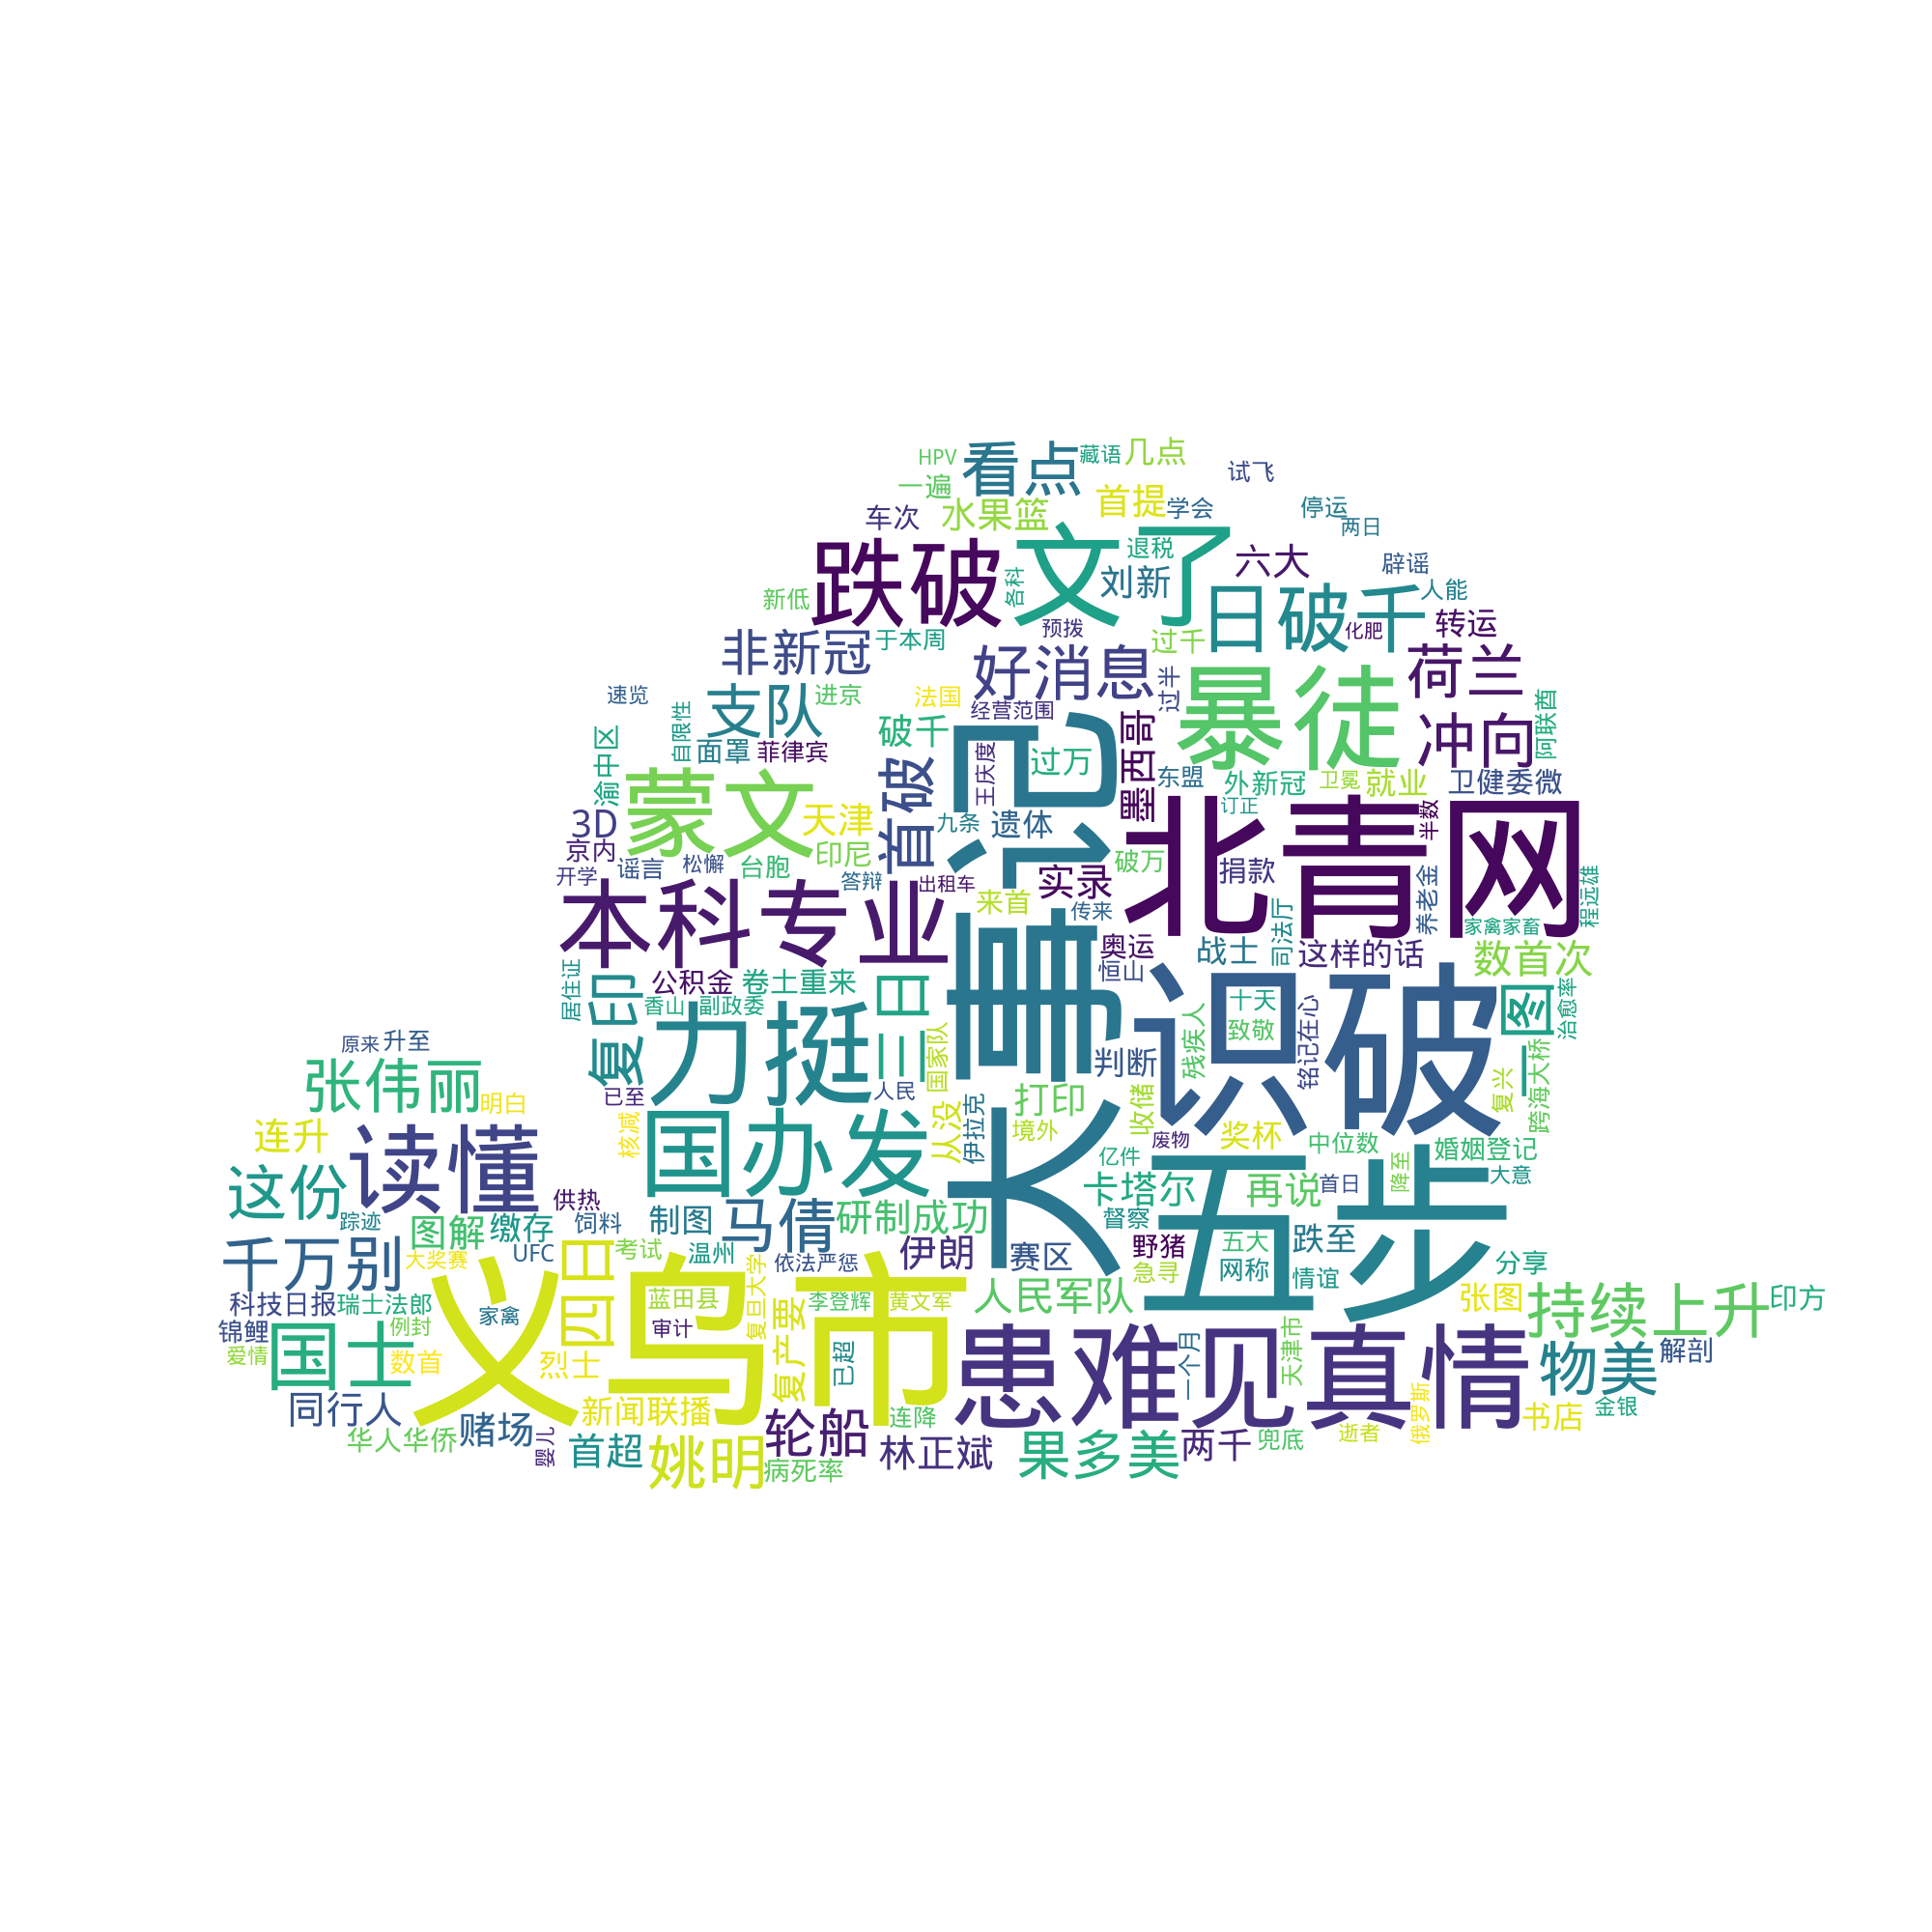 HPV
看点
藏语
几点
试飞
一遍
水果篮
首提
学会
停运
两日
车次
跌破
文了
退税
刘新
六大
辟谣
新低
各科
日破千
人能
化肥
转运
非新冠
于本周
预拨
过千
好消息
过半
荷兰
速览
支队
进京
法国
经营范围
暴徒
冲向
阿联酋
自限性
面罩
菲律宾
破千
渝中区
大事记
过万
墨西哥
东盟
外新冠
卫冕
就业
卫健委微
王庆度
蒙文
首破
天津
九条
遗体
订正
半数
北青网
3D
京内
谣言
松懈
台胞
印尼
实录
破万
捐款
开学
答辩
出租车
来首
传来
养老金
程远雄
家禽家畜
本科专业
司法厅
奥运
战士
这样的话
数首次
居住证
公积金
卷土重来
恒山
香山
副政委
三日
识破
十天
致敬
铭记在心
图一
治愈率
复印
力挺
国家队
判断
残疾人
原来
升至
张伟丽
明白
已至
人民
打印
收储
复兴
跨海大桥
连升
读懂
核减
国办发
从没
伊拉克
境外
废物
奖杯
中位数
婚姻登记
亿件
这份
供热
五步
卡塔尔
再说
首日
降至
大意
踪迹
图解
缴存
饲料
制图
马倩
研制成功
督察
千万别
大奖赛
UFC
四日
考试
温州
依法严惩
伊朗
赛区
野猪
急寻
五大
网称
跌至
情谊
分享
科技日报
瑞士法郎
家禽
义乌市
蓝田县
审计
复旦大学
复产要
李登辉
黄文军
人民军队
张图
持续上升
印方
锦鲤
例封
爱情
国士
数首
烈士
已超
患难见真情
一个月
天津市
物美
解剖
同行人
赌场
新闻联播
连降
俄罗斯
书店
金银
华人华侨
婴儿
首超
姚明
轮船
病死率
林正斌
果多美
两千
兜底
逝者